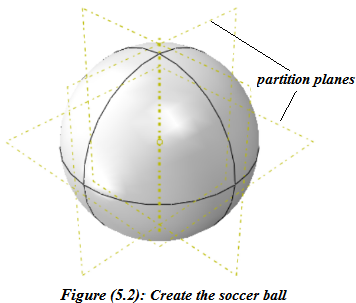 partition planes
Figure (5.2): Create the soccer ball